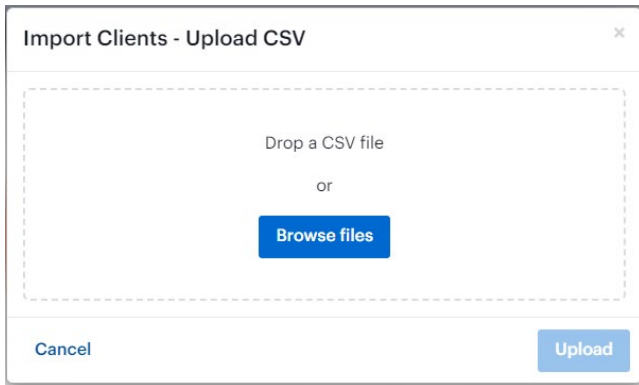 Import Clients - Upload CSV
Drop a CSV file
or
Browse files
Cancel
Upload